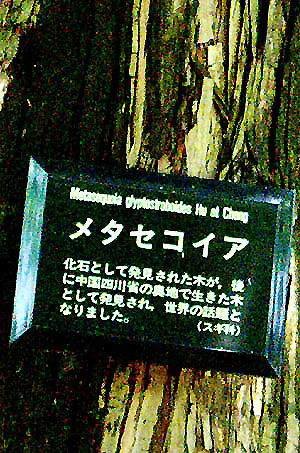 Metasequoia glyptostroboides Hu et Cheng
メタセコイア
化石として発見された木が、後
に中国四川省の奥地で生きた木
として発見され、世界の話題と
なりました。
(スギ科)